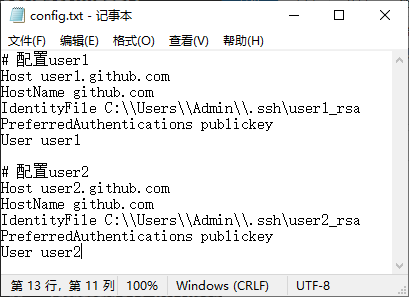 config.txt - 记事本
文件(F) 编辑(E) 格式(O) 查看(V) 帮助(H)
# 配置user1
Host user1.github.com
HostName github.com
IdentityFile C:\\Users\\Admin\\.ssh\user1_rsa
PreferredAuthentications publickey
User user1

# 配置user2
Host user2.github.com
HostName github.com
IdentityFile C:\\Users\\Admin\\.ssh\user2_rsa
PreferredAuthentications publickey
User user2
第 13 行，第 11 列 100% Windows (CRLF) UTF-8